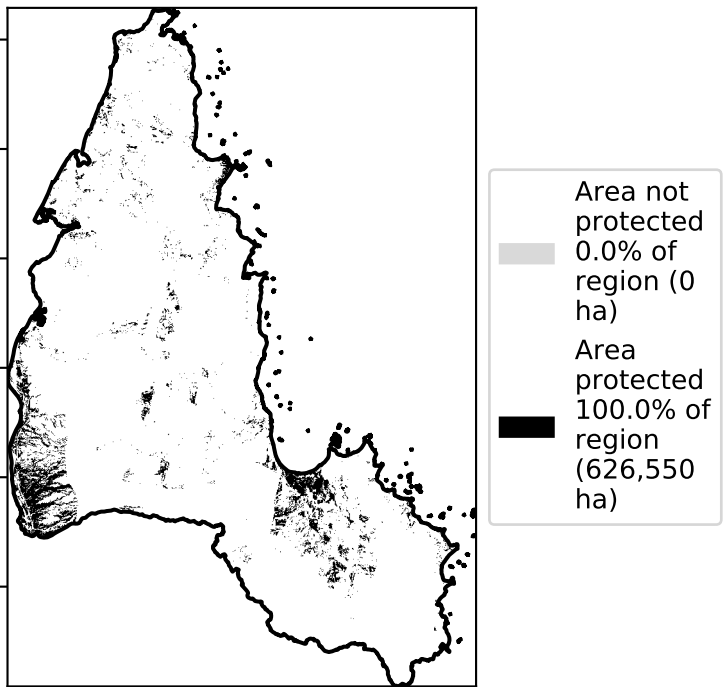 Area not
protected
0.0% of
region (0
ha)
Area
protected
100.0% of
region
(626,550
ha)